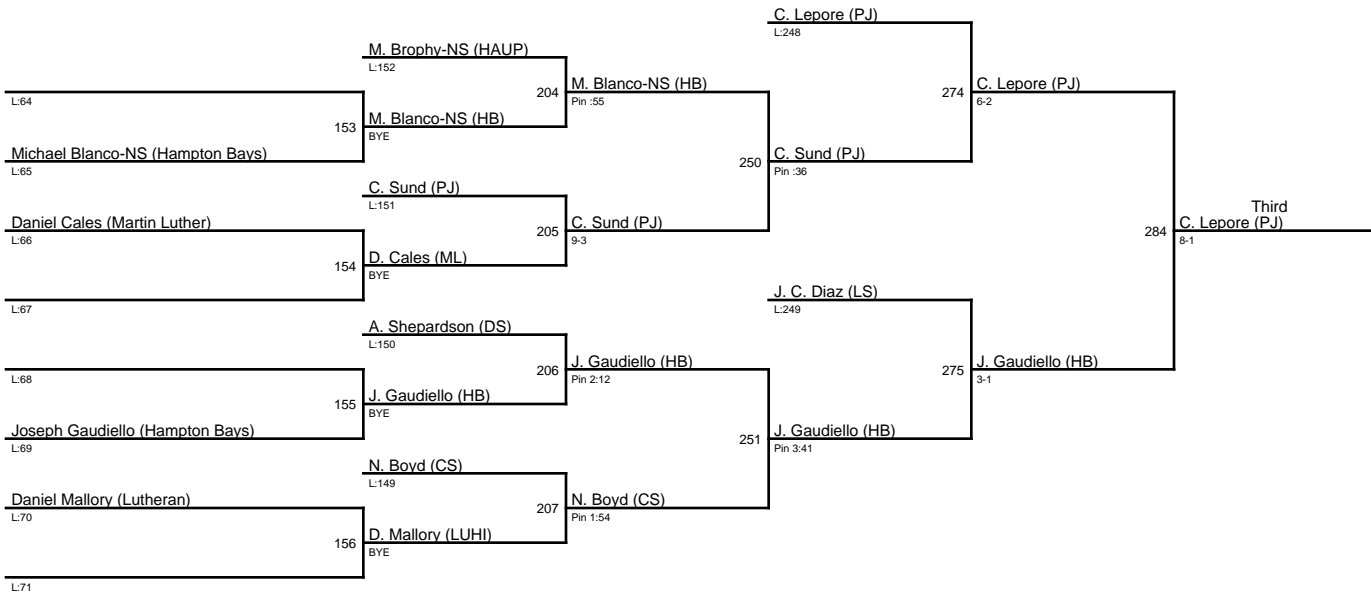 C. Lepore (PJ)
L:248
M. Brophy-NS (HAUP)
L:152
204
M. Blanco-NS (HB)
Pin :55
274
C. Lepore (PJ)
6-2
L:64
153
M. Blanco-NS (HB)
BYE
Michael Blanco-NS (Hampton Bays)
L:65
250
C. Sund (PJ)
Pin :36
C. Sund (PJ)
L:151
Daniel Cales (Martin Luther)
L:66
205
C. Sund (PJ)
9-3
284
Third
C. Lepore (PJ)
8-1
154
D. Cales (ML)
BYE
L:67
J. C. Diaz (LS)
L:249
A. Shepardson (DS)
L:150
L:68
206
J. Gaudiello (HB)
Pin 2:12
275
J. Gaudiello (HB)
3-1
155
J. Gaudiello (HB)
BYE
Joseph Gaudiello (Hampton Bays)
L:69
251
J. Gaudiello (HB)
Pin 3:41
N. Boyd (CS)
L:149
Daniel Mallory (Lutheran)
L:70
207
N. Boyd (CS)
Pin 1:54
156
D. Mallory (LUHI)
BYE
L:71